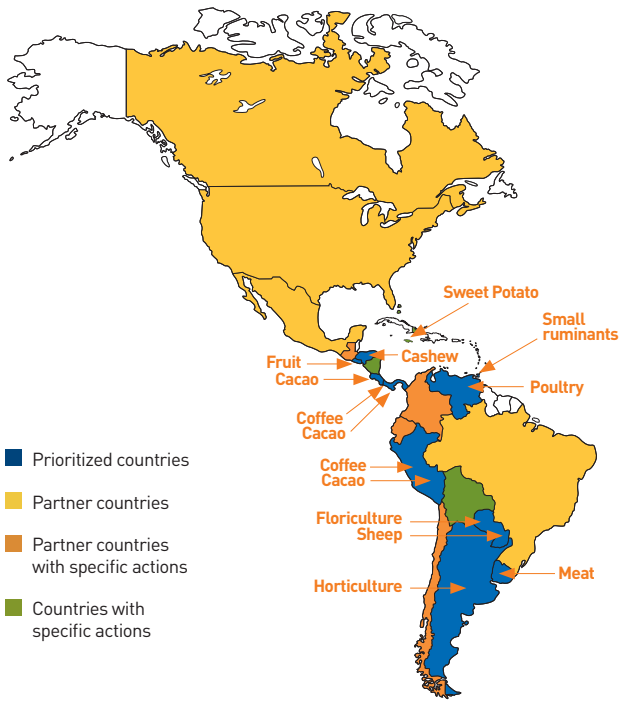 Sweet Potato
Small
ruminants
Cashew
Fruit
Cacao
Poultry
Coffee
Cacao
Coffee
Cacao
Floriculture
Sheep
Meat
Horticulture
Prioritized countries
Partner countries
Partner countries
with specific actions
Countries with
specific actions